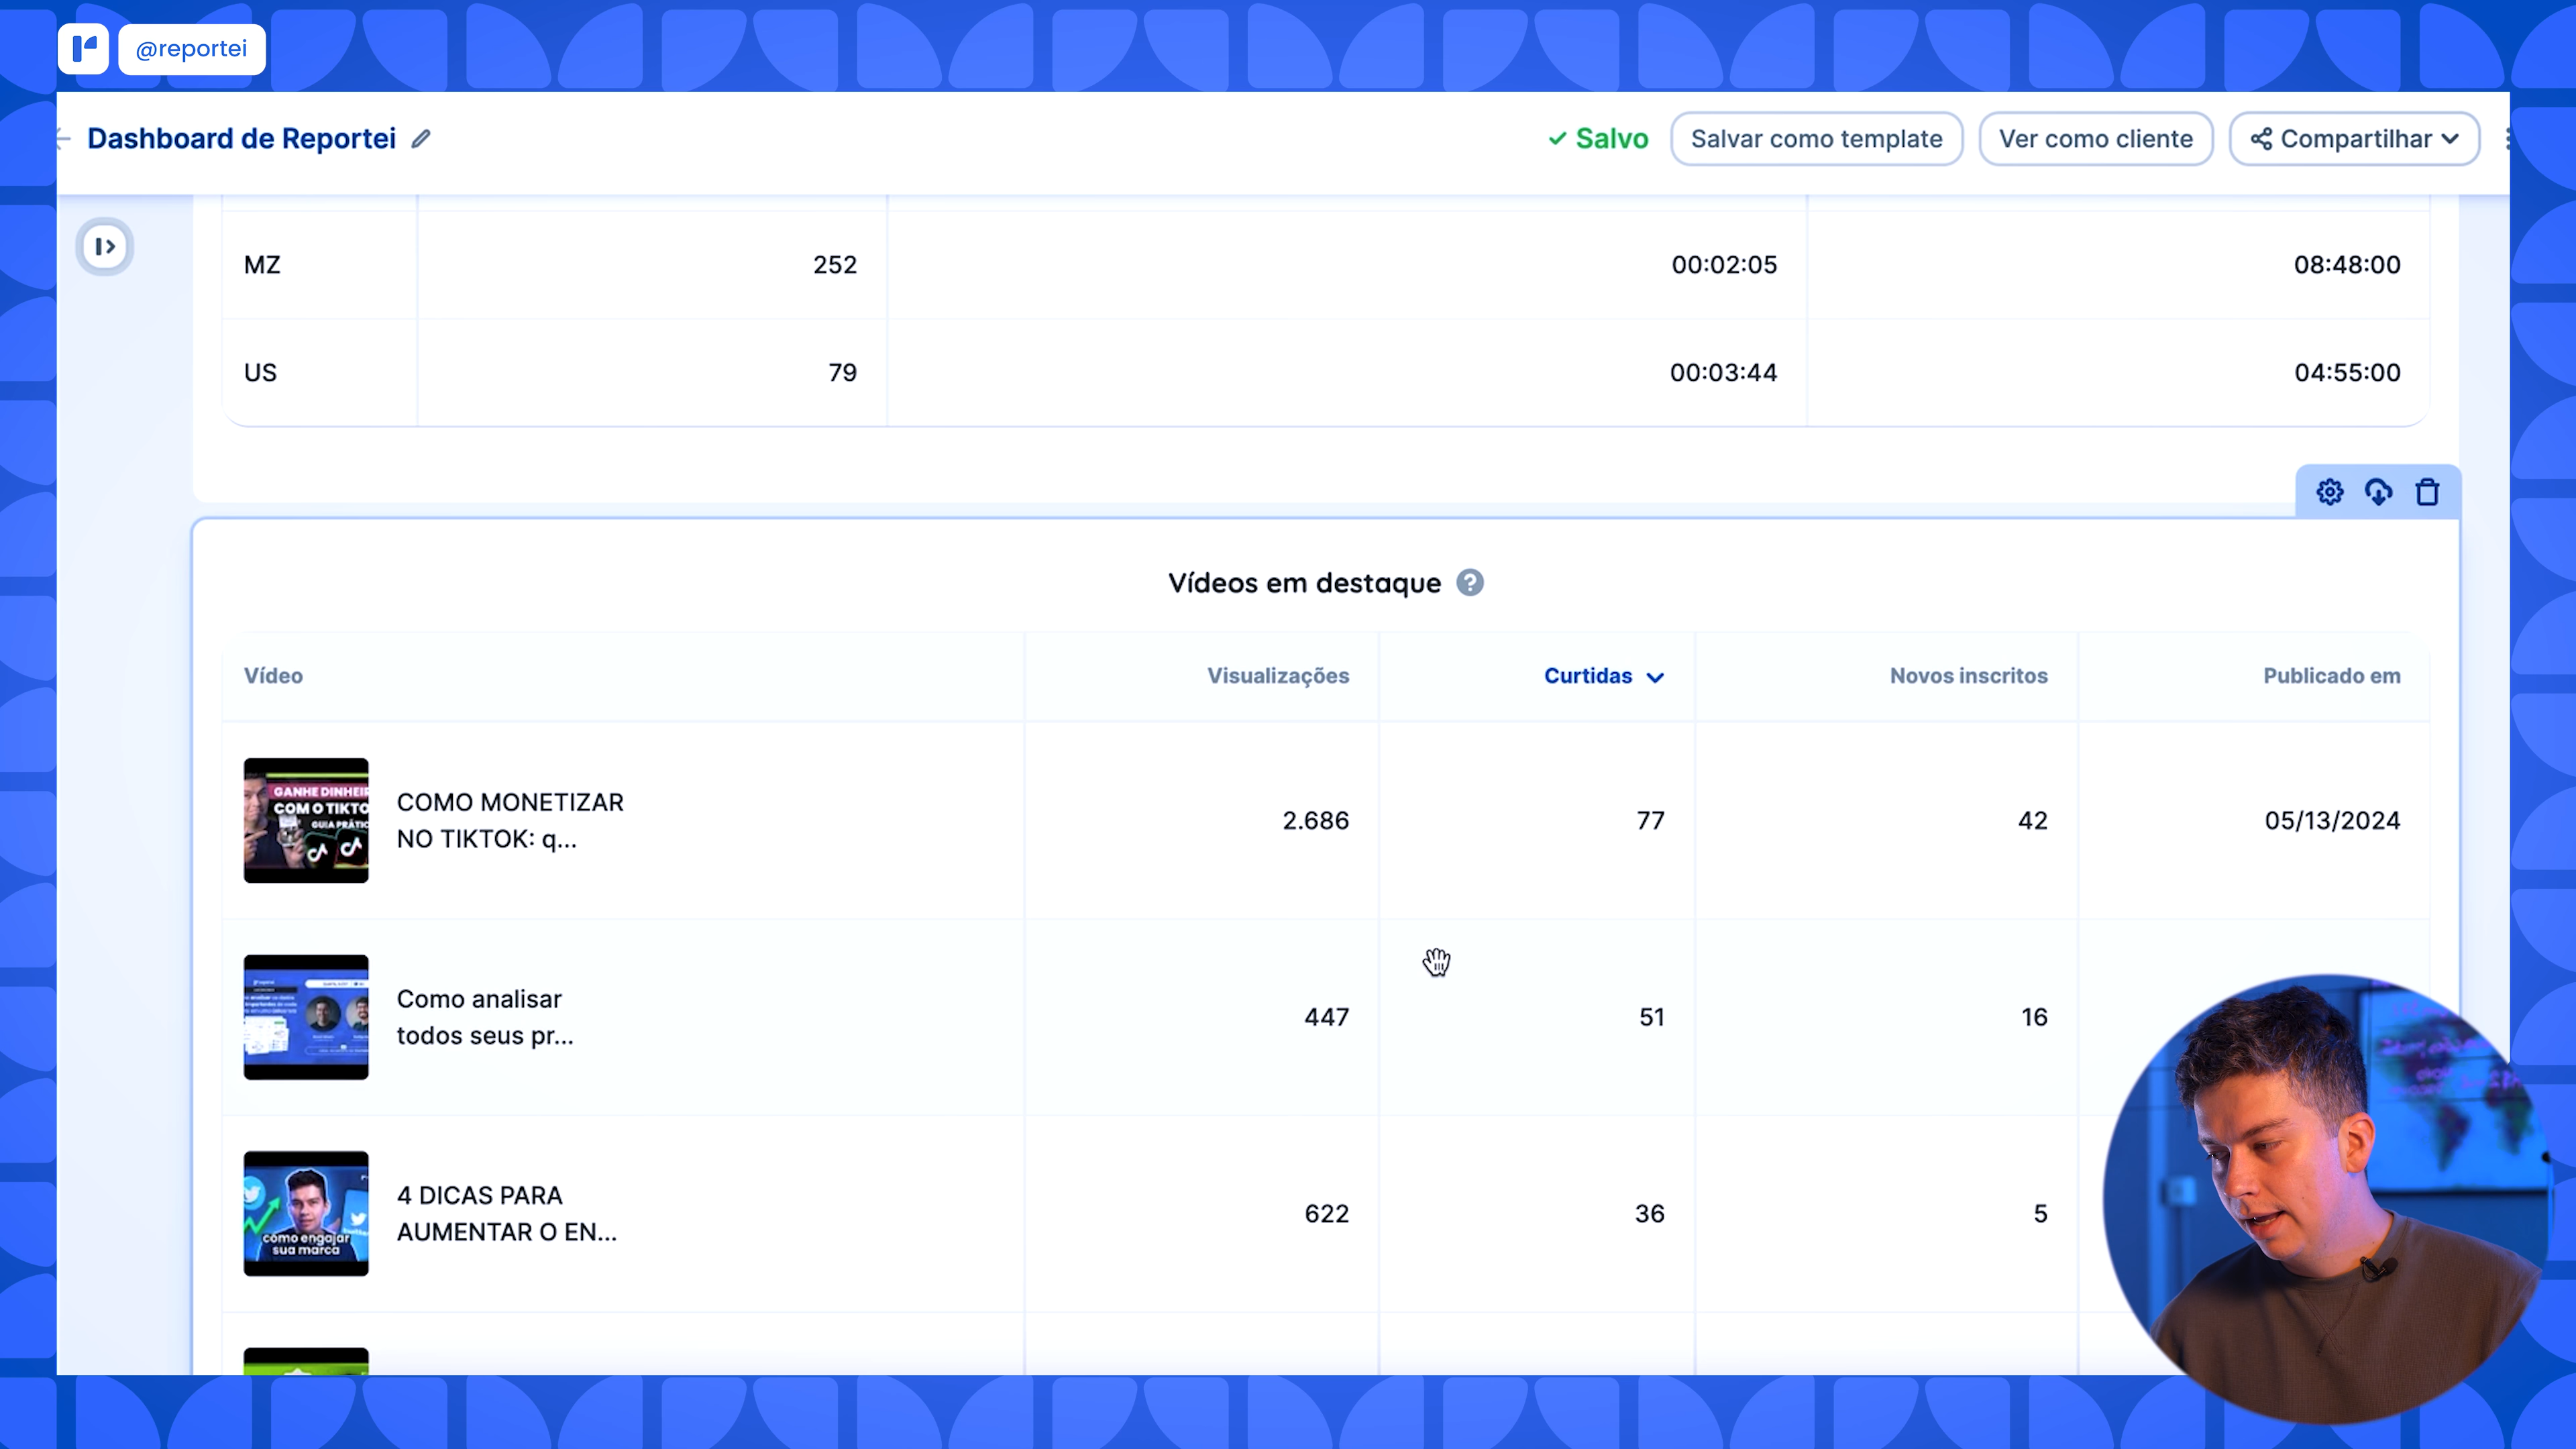 @reportei
Dashboard de Reportei
Salvo
Salvar como template
Ver como cliente
Compartilhar
MZ 252 00:02:05 08:48:00
US 79 00:03:44 04:55:00
Vídeos em destaque ?
Vídeo Visualizações Curtidas Novos inscritos Publicado em
GANHE DINHEIR
COM O TIKTO
GUIA PRÁTIC
COMO MONETIZAR
NO TIKTOK: q...
2.686 77 42 05/13/2024
Como analisar
todos seus pr...
447 51 16
como engajar
sua marca
4 DICAS PARA
AUMENTAR O EN...
622 36 5